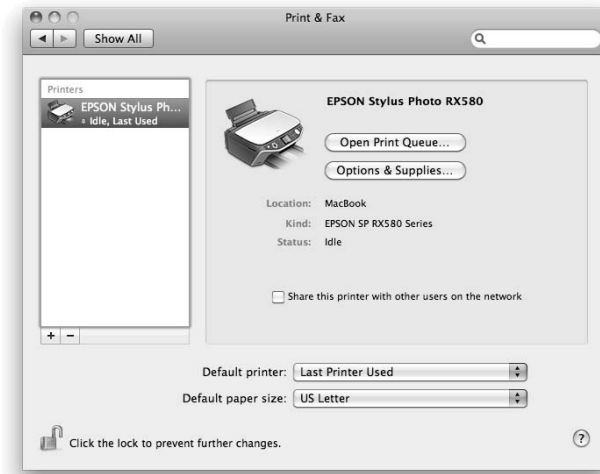 Print & Fax
Show All
Printers
EPSON Stylus Ph...
Idle, Last Used
EPSON Stylus Photo RX580
Open Print Queue...
Options & Supplies...
Location: MacBook
Kind: EPSON SP RX580 Series
Status: Idle
Share this printer with other users on the network
+ −
Default printer: Last Printer Used
Default paper size: US Letter
Click the lock to prevent further changes.
?